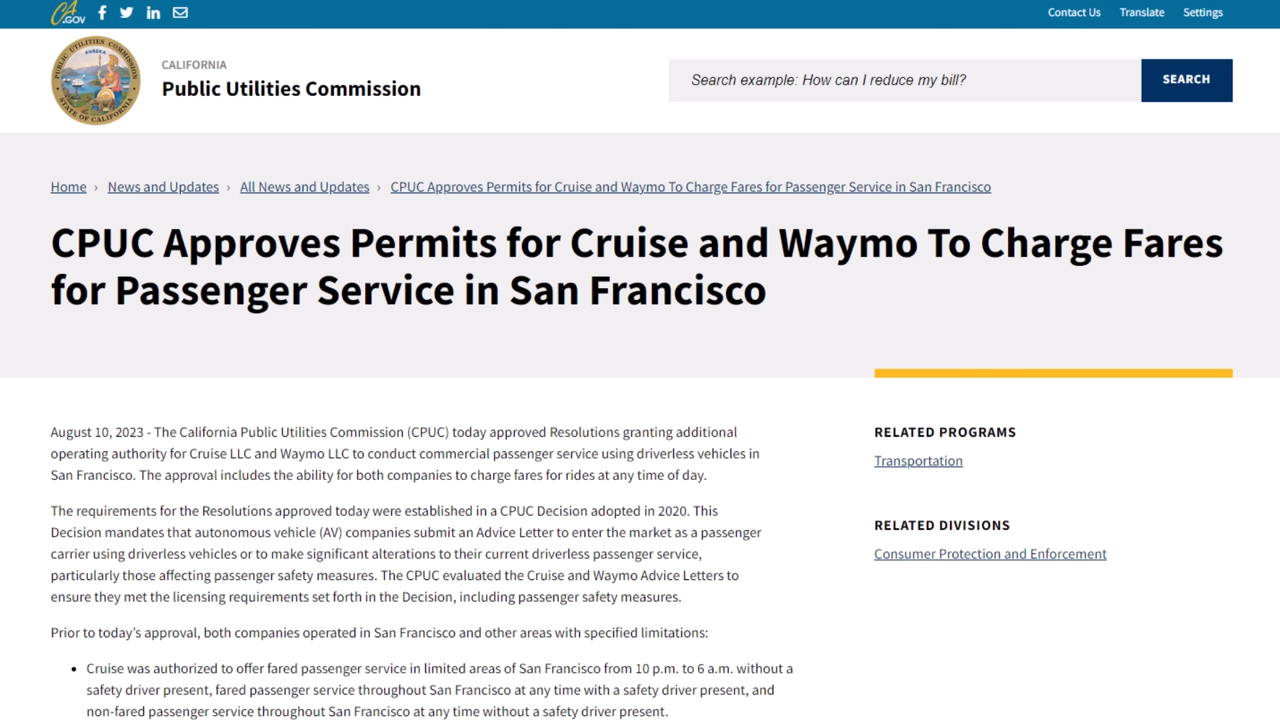 CA.GOV
Contact Us Translate Settings
PUBLIC UTILITIES COMMISSION
EUREKA
STATE OF CALIFORNIA
CALIFORNIA
Public Utilities Commission
Search example: How can I reduce my bill?
SEARCH
Home › News and Updates › All News and Updates › CPUC Approves Permits for Cruise and Waymo To Charge Fares for Passenger Service in San Francisco
CPUC Approves Permits for Cruise and Waymo To Charge Fares
for Passenger Service in San Francisco
August 10, 2023 - The California Public Utilities Commission (CPUC) today approved Resolutions granting additional
operating authority for Cruise LLC and Waymo LLC to conduct commercial passenger service using driverless vehicles in
San Francisco. The approval includes the ability for both companies to charge fares for rides at any time of day.
The requirements for the Resolutions approved today were established in a CPUC Decision adopted in 2020. This
Decision mandates that autonomous vehicle (AV) companies submit an Advice Letter to enter the market as a passenger
carrier using driverless vehicles or to make significant alterations to their current driverless passenger service,
particularly those affecting passenger safety measures. The CPUC evaluated the Cruise and Waymo Advice Letters to
ensure they met the licensing requirements set forth in the Decision, including passenger safety measures.
Prior to today’s approval, both companies operated in San Francisco and other areas with specified limitations:
• Cruise was authorized to offer fared passenger service in limited areas of San Francisco from 10 p.m. to 6 a.m. without a
safety driver present, fared passenger service throughout San Francisco at any time with a safety driver present, and
non-fared passenger service throughout San Francisco at any time without a safety driver present.
RELATED PROGRAMS
Transportation
RELATED DIVISIONS
Consumer Protection and Enforcement